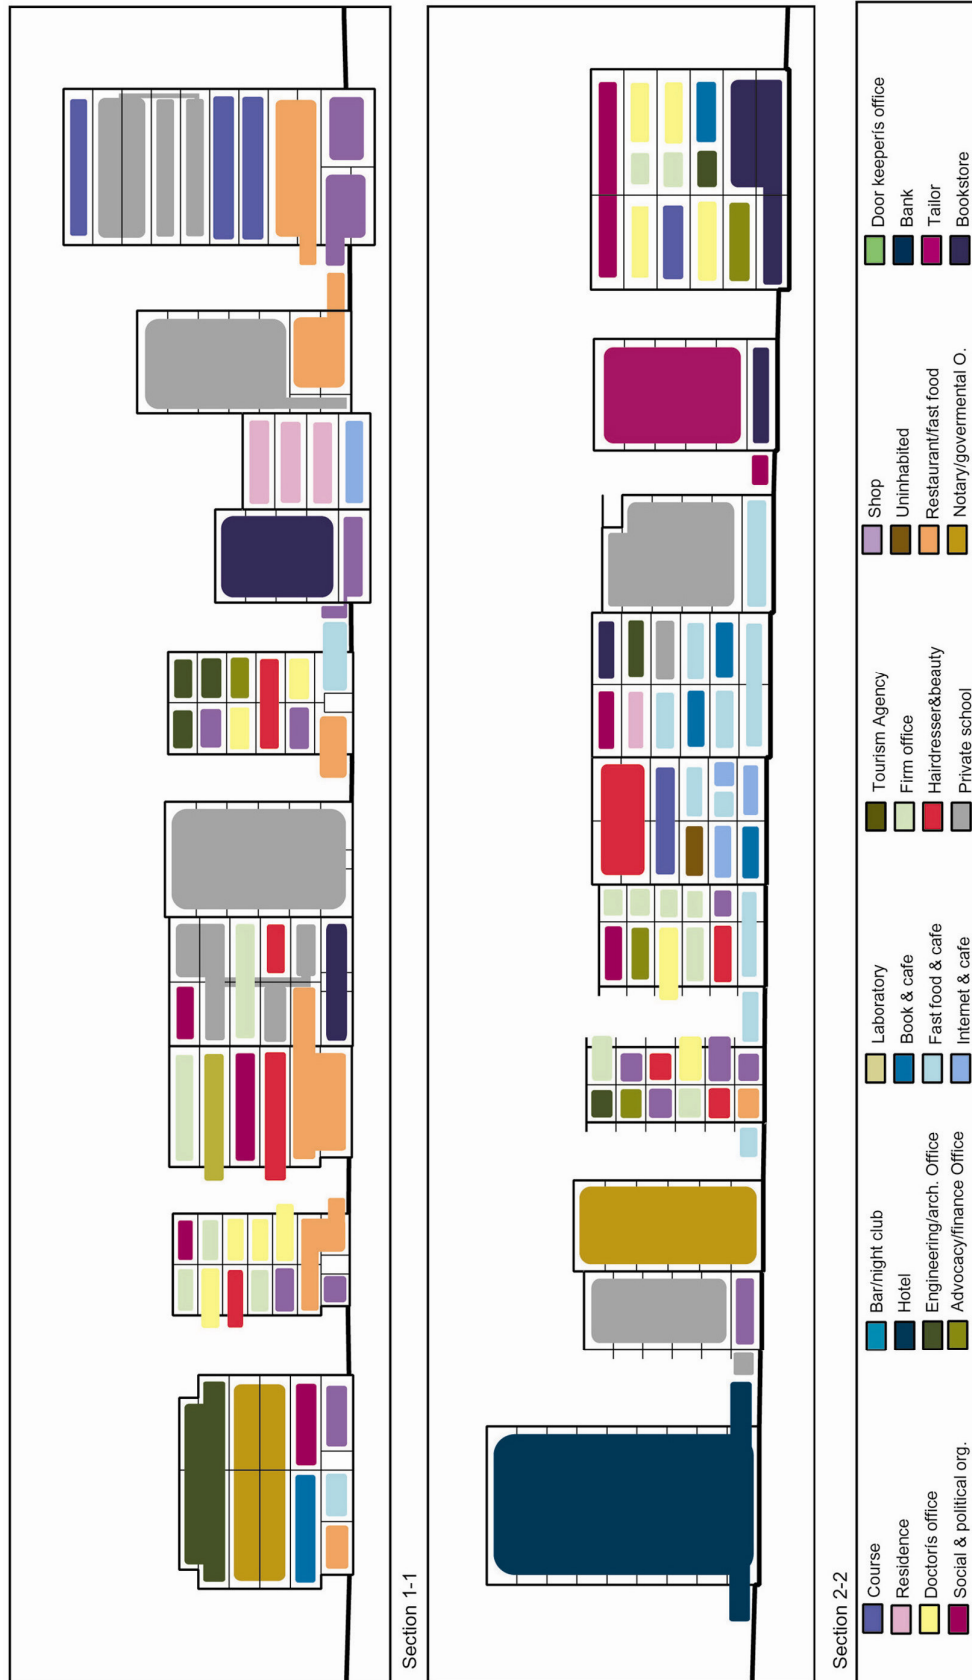 Section 1-1
Section 2-2
Course
Residence
Doctoris office
Social & political org.
Bar/night club
Hotel
Engineering/arch. Office
Advocacy/finance Office
Laboratory
Book & cafe
Fast food & cafe
Internet & cafe
Tourism Agency
Firm office
Hairdresser&beauty
Private school
Shop
Uninhabited
Restaurant/fast food
Notary/govermental O.
Door keeperís office
Bank
Tailor
Bookstore